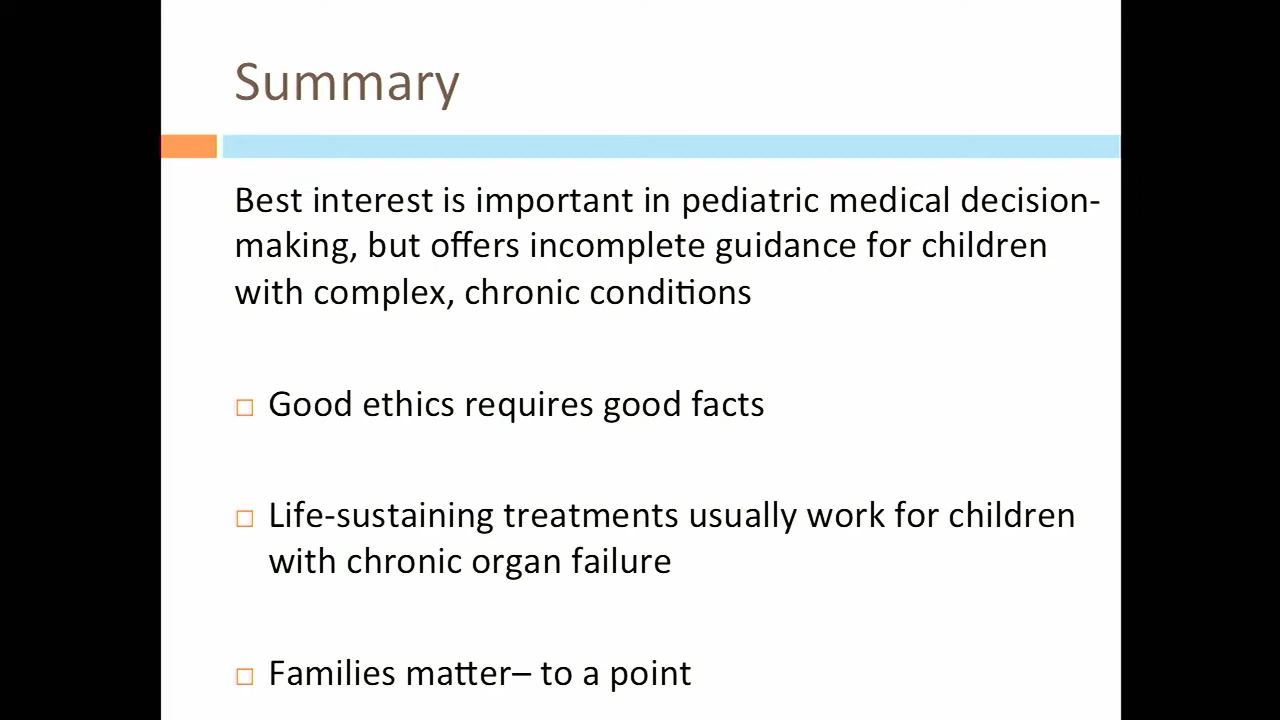 Summary
Best interest is important in pediatric medical decision-
making, but offers incomplete guidance for children
with complex, chronic conditions
Good ethics requires good facts
Life-sustaining treatments usually work for children
with chronic organ failure
Families matter– to a point